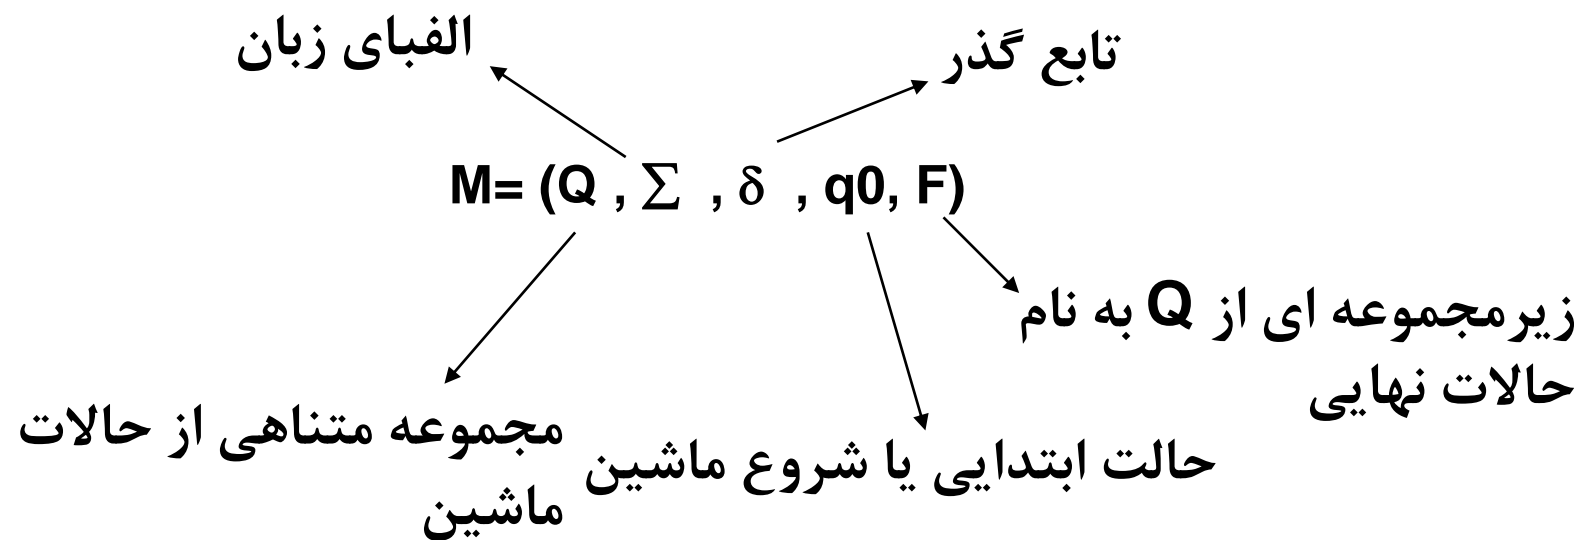 الفبای زبان
تابع گذر
M= (Q , Σ , δ , q0, F)
زیرمجموعه ای از Q به نام
حالات نهایی
مجموعه متناهی از حالات
ماشین
حالت ابتدایی یا شروع ماشین